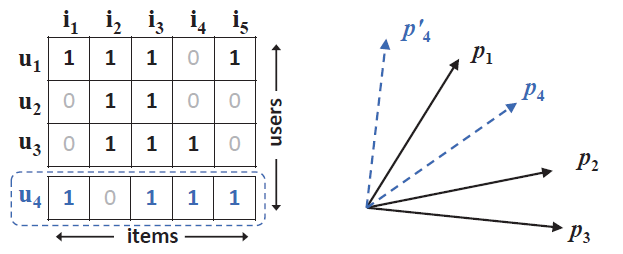 i1 i2 i3 i4 i5
u1 1 1 1 0 1
u2 0 1 1 0 0
u3 0 1 1 1 0
u4 1 0 1 1 1
items
users
p'4
p1
p4
p2
p3